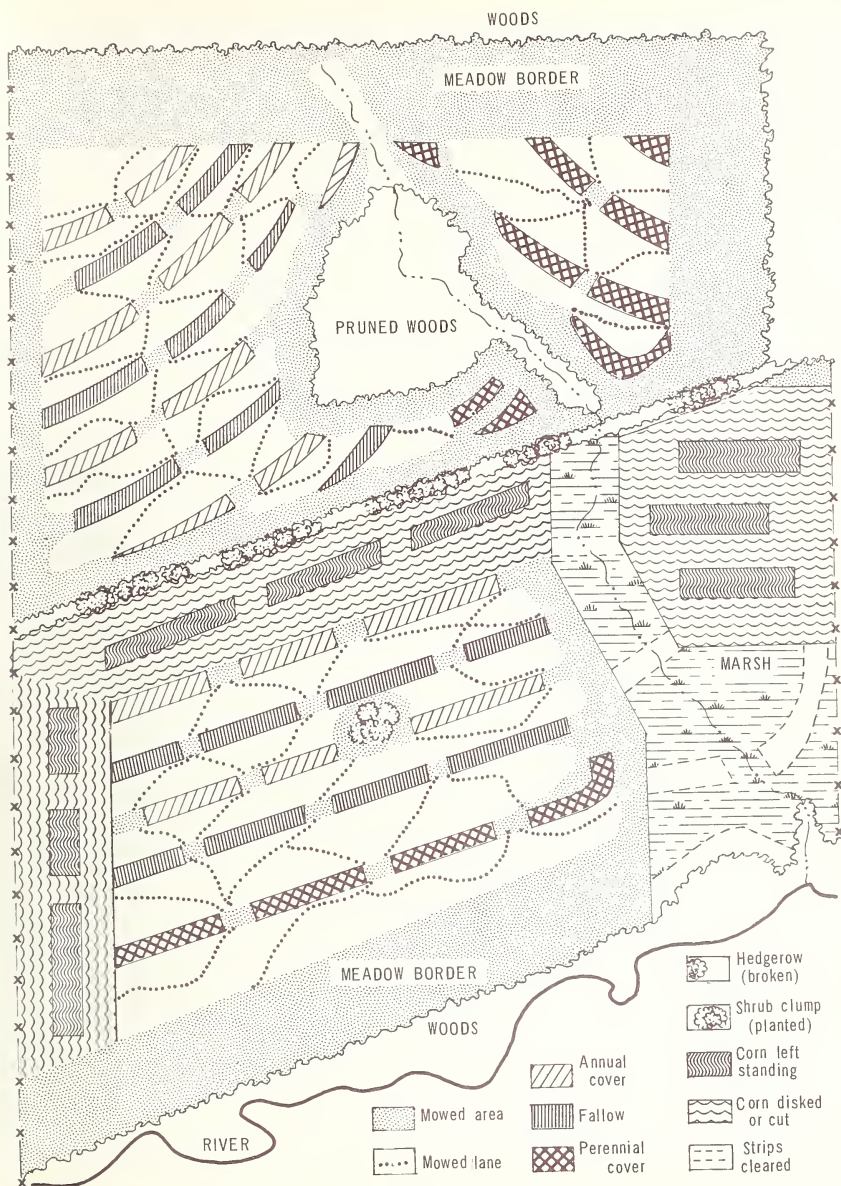 WOODS
MEADOW BORDER
PRUNED WOODS
MARSH
MEADOW BORDER
WOODS
RIVER
Mowed area
Mowed lane
Annual
cover
Fallow
Perennial
cover
Hedgerow
(broken)
Shrub clump
(planted)
Corn left
standing
Corn disked
or cut
Strips
cleared